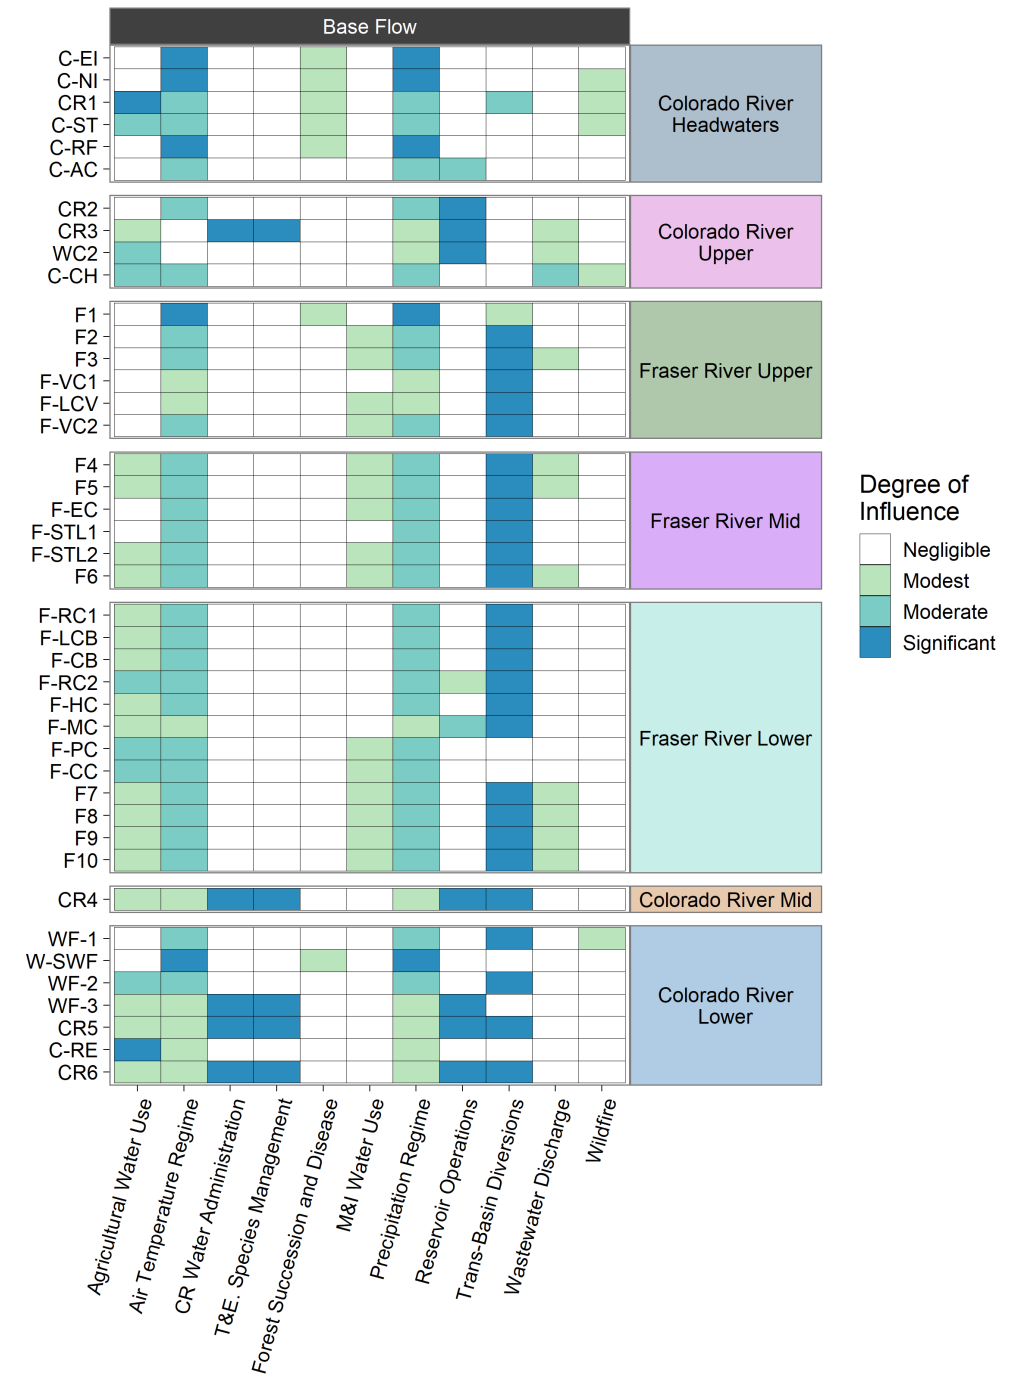 Base Flow
C-EI
C-NI
CR1
C-ST
C-RF
C-AC
Colorado River
Headwaters
CR2
CR3
WC2
C-CH
Colorado River
Upper
F1
F2
F3
F-VC1
F-LCV
F-VC2
Fraser River Upper
F4
F5
F-EC
F-STL1
F-STL2
F6
Fraser River Mid
F-RC1
F-LCB
F-CB
F-RC2
F-HC
F-MC
F-PC
F-CC
F7
F8
F9
F10
Fraser River Lower
CR4
Colorado River Mid
WF-1
W-SWF
WF-2
WF-3
CR5
C-RE
CR6
Colorado River
Lower
Agricultural Water Use
Air Temperature Regime
CR Water Administration
T&E. Species Management
Forest Succession and Disease
M&I Water Use
Precipitation Regime
Reservoir Operations
Trans-Basin Diversions
Wastewater Discharge
Wildfire
Degree of
Influence
Negligible
Modest
Moderate
Significant